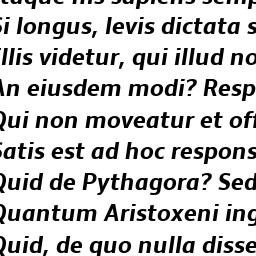 Itaque his sapiens semp
Si longus, levis dictata s
illis videtur, qui illud no
An eiusdem modi? Resp
Qui non moveatur et off
Satis est ad hoc respons
Quid de Pythagora? Sed
Quantum Aristoxeni ing
Quid, de quo nulla disse